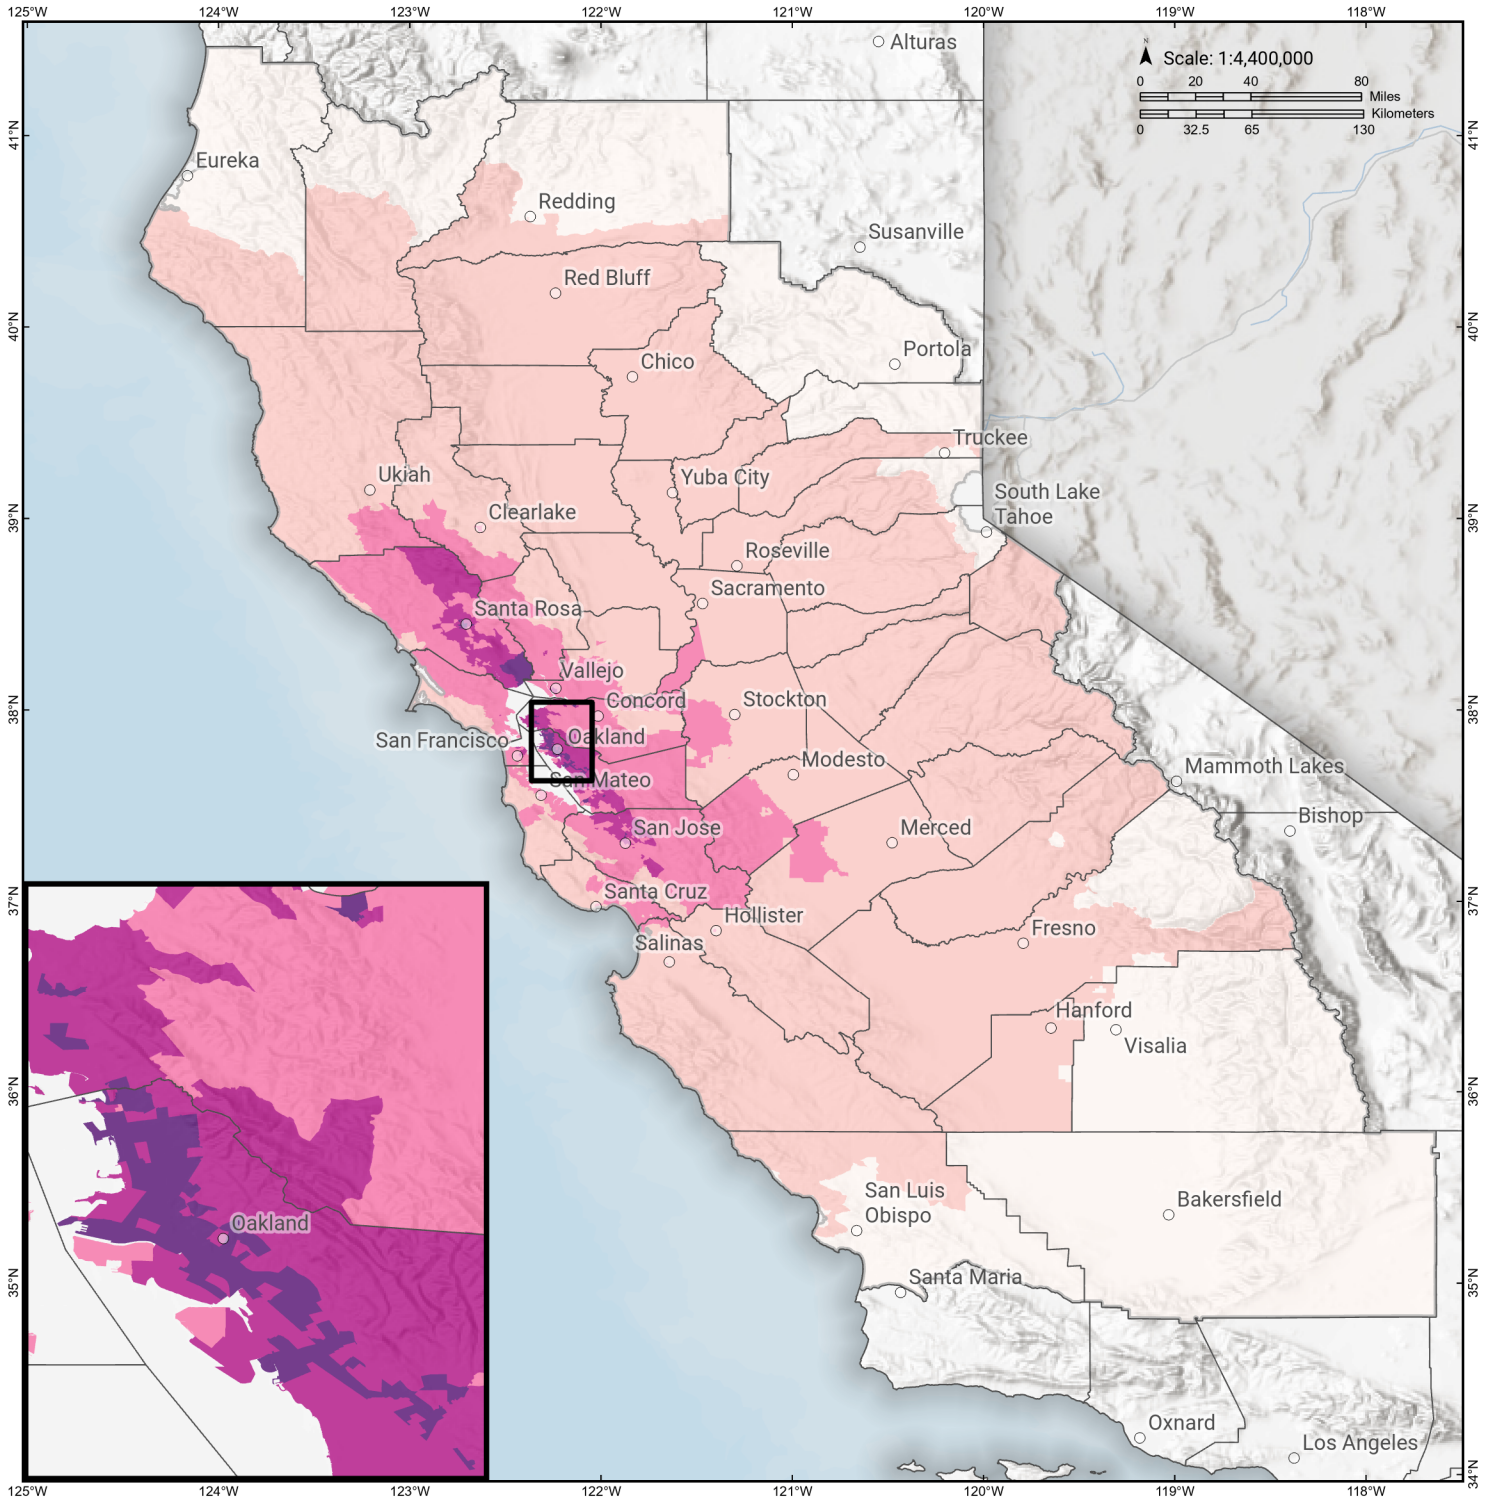 125°W 124°W 123°W 122°W 121°W 120°W 119°W 118°W
N
Scale: 1:4,400,000
0 20 40 80
Miles
Kilometers
0 32.5 65 130
Alturas
41°N 41°N
Eureka
Redding
Susanville
Red Bluff
40°N 40°N
Portola
Chico
Truckee
Ukiah
Yuba City
South Lake
Tahoe
Clearlake
39°N 39°N
Roseville
Sacramento
Santa Rosa
Vallejo
Concord
Stockton
38°N 38°N
San Francisco
Oakland
Modesto
Mammoth Lakes
San Mateo
Bishop
San Jose
Merced
37°N 37°N
Santa Cruz
Hollister
Fresno
Salinas
Hanford
Visalia
36°N 36°N
San Luis
Obispo
Bakersfield
Oakland
35°N 35°N
Santa Maria
Oxnard
Los Angeles
34°N
125°W 124°W 123°W 122°W 121°W 120°W 119°W 118°W